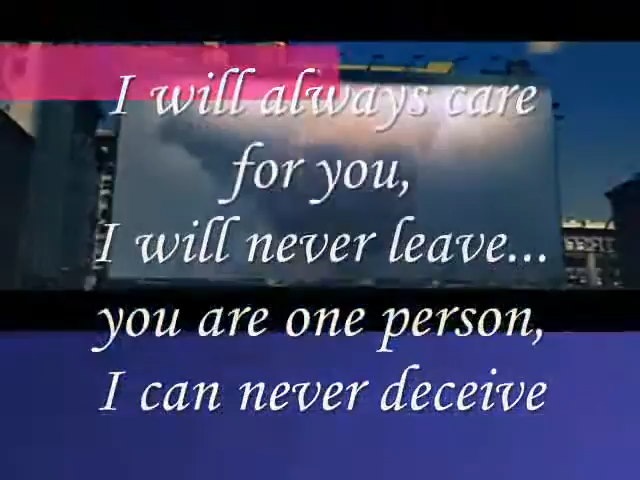 I will always care
for you,
I will never leave...
you are one person,
I can never deceive